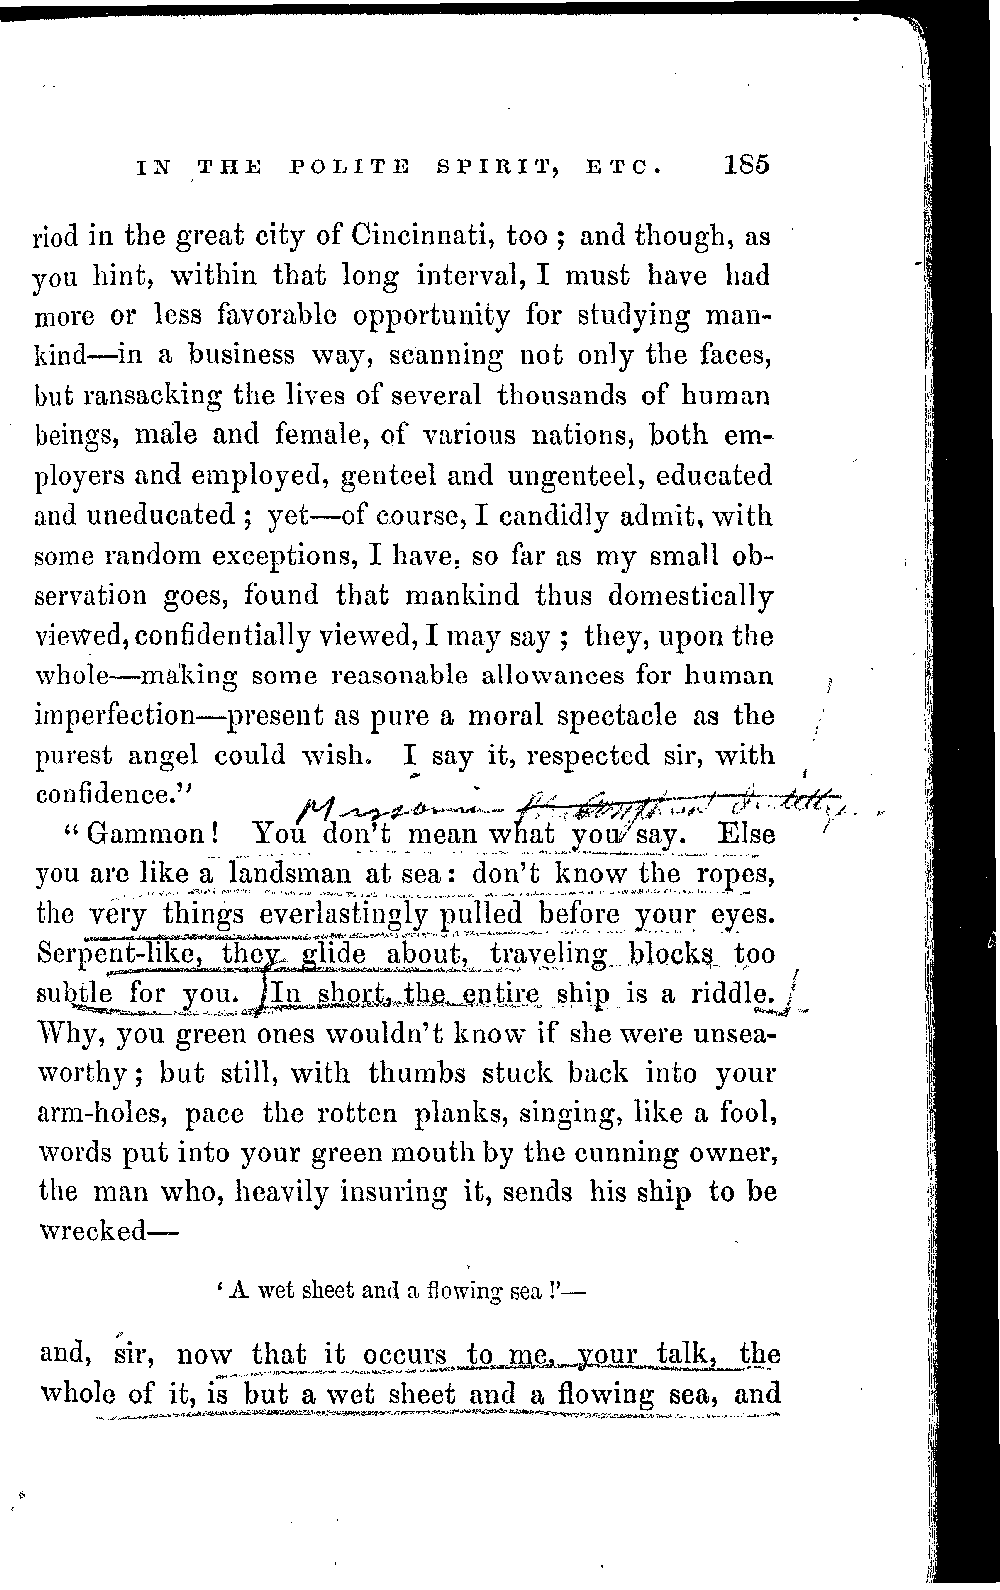 IN THE POLITE SPIRIT, ETC. 185
riod in the great city of Cincinnati, too ; and though, as
you hint, within that long interval, I must have had
more or less favorable opportunity for studying man-
kind—in a business way, scanning not only the faces,
but ransacking the lives of several thousands of human
beings, male and female, of various nations, both em-
ployers and employed, genteel and ungenteel, educated
and uneducated ; yet—of course, I candidly admit, with
some random exceptions, I have, so far as my small ob-
servation goes, found that mankind thus domestically
viewed, confidentially viewed, I may say ; they, upon the
whole—making some reasonable allowances for human
imperfection—present as pure a moral spectacle as the
purest angel could wish. I say it, respected sir, with
confidence."
"Gammon! You don't mean what you say. Else
you are like a landsman at sea: don't know the ropes,
the very things everlastingly pulled before your eyes.
Serpent-like, they glide about, traveling blocks too
subtle for you. In short, the entire ship is a riddle.
Why, you green ones wouldn't know if she were unsea-
worthy; but still, with thumbs stuck back into your
arm-holes, pace the rotten planks, singing, like a fool,
words put into your green mouth by the cunning owner,
the man who, heavily insuring it, sends his ship to be
wrecked—
'A wet sheet and a flowing sea!'—
and, sir, now that it occurs to me, your talk, the
whole of it, is but a wet sheet and a flowing sea, and